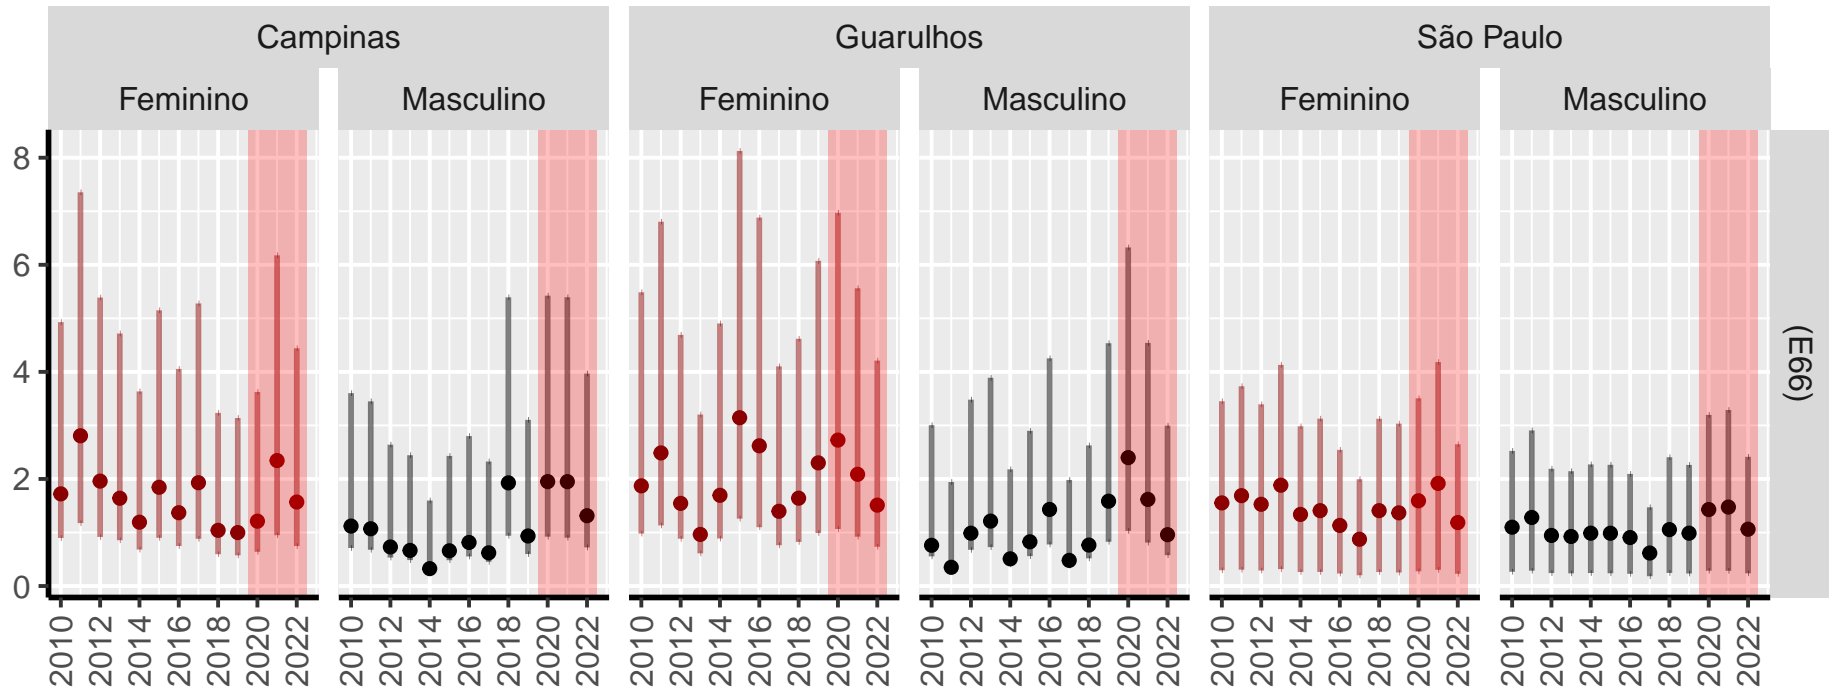 Campinas Guarulhos São Paulo
Feminino Masculino Feminino Masculino Feminino Masculino
8
6
4
2
0
(E66)
2010 2012 2014 2016 2018 2020 2022 2010 2012 2014 2016 2018 2020 2022 2010 2012 2014 2016 2018 2020 2022 2010 2012 2014 2016 2018 2020 2022 2010 2012 2014 2016 2018 2020 2022 2010 2012 2014 2016 2018 2020 2022